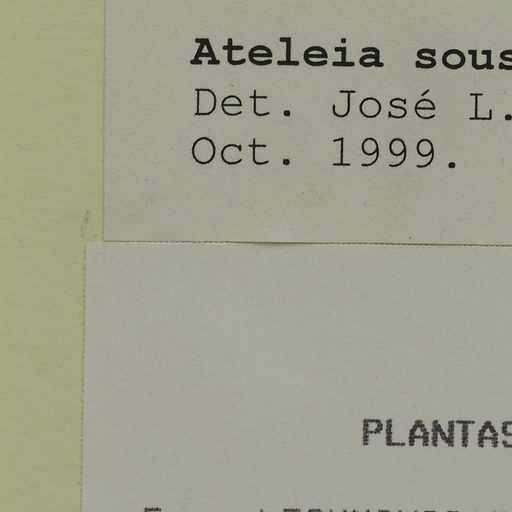 Ateleia sous
Det. José L.
Oct. 1999.
PLANTAS